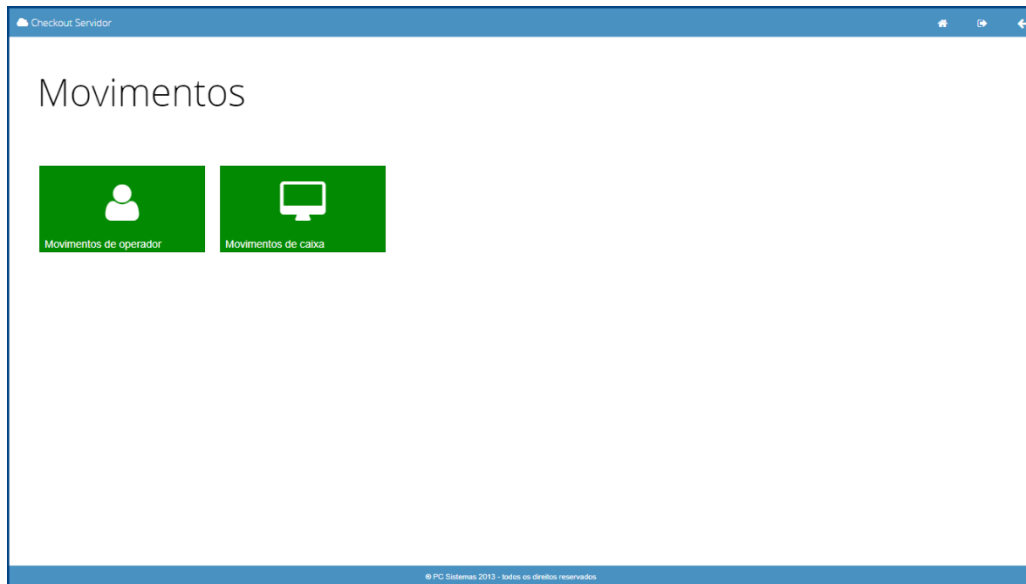 Checkout Servidor
Movimentos
Movimentos de operador
Movimentos de caixa
® PC Sistemas 2013 - todos os direitos reservados